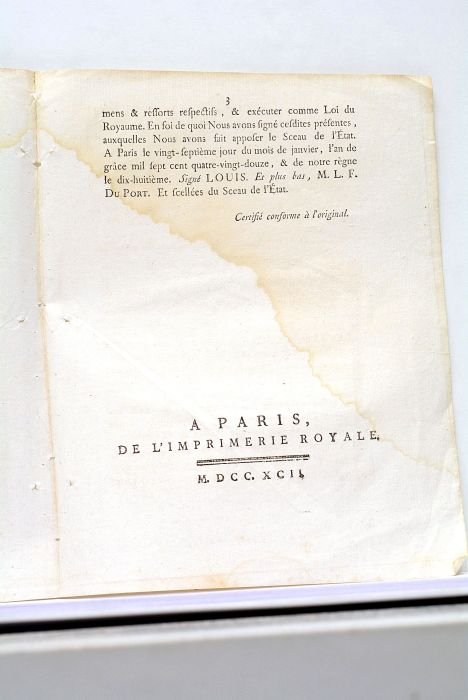 3
mens & reſſorts reſpectifs, & exécuter comme Loi du
Royaume. En foi de quoi Nous avons ſigné ceſdites préſentes,
auxquelles Nous avons fait appoſer le Sceau de l'État.
A Paris le vingt-ſeptième jour du mois de janvier, l'an de
grâce mil ſept cent quatre-vingt-douze, & de notre règne
le dix-huitième. Signé LOUIS. Et plus bas, M. L. F.
DU PORT. Et ſcellées du Sceau de l'État.
Certifié conforme à l'original.
A PARIS,
DE L'IMPRIMERIE ROYALE.
M. DCC. XCII.